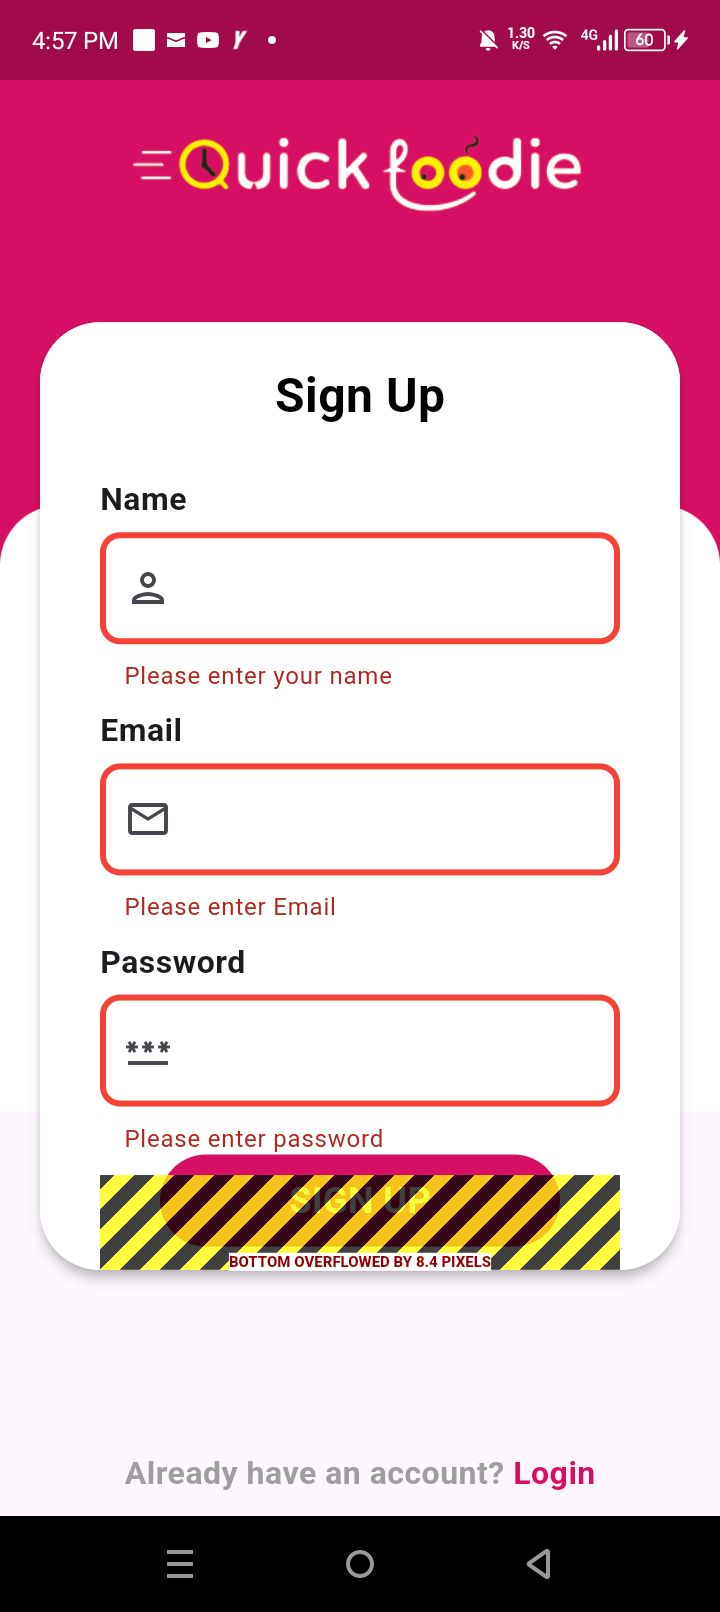 4:57 PM 1.30 K/S 4G 60
Quick foodie
Sign Up
Name
Please enter your name
Email
Please enter Email
Password
***
Please enter password
SIGN UP
BOTTOM OVERFLOWED BY 8.4 PIXELS
Already have an account? Login